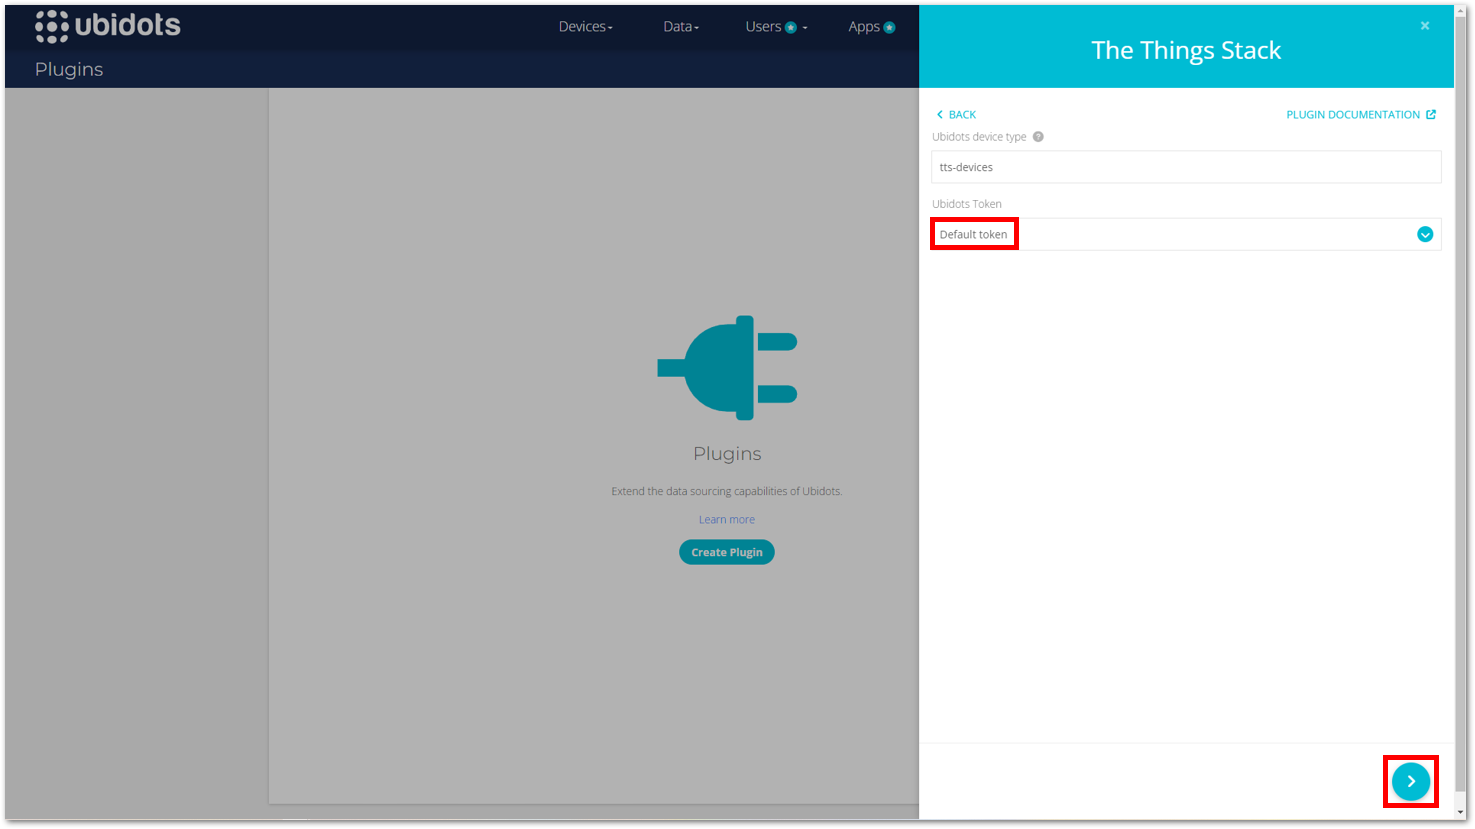 ubidots
Devices
Data
Users
Apps
Plugins
The Things Stack
×
BACK
PLUGIN DOCUMENTATION
Ubidots device type ?
tts-devices
Ubidots Token
Default token
Plugins
Extend the data sourcing capabilities of Ubidots.
Learn more
Create Plugin